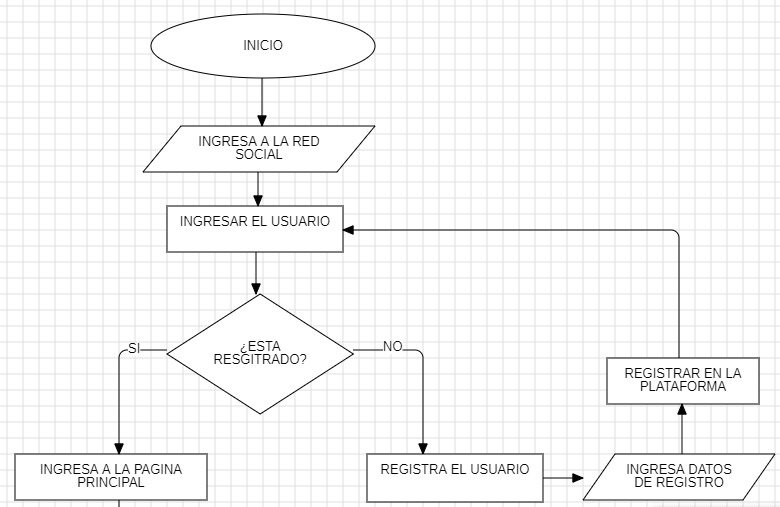 INICIO
INGRESA A LA RED
SOCIAL
INGRESAR EL USUARIO
¿ESTA
RESGITRADO?
SI
NO
REGISTRAR EN LA
PLATAFORMA
INGRESA A LA PAGINA
PRINCIPAL
REGISTRA EL USUARIO
INGRESA DATOS
DE REGISTRO